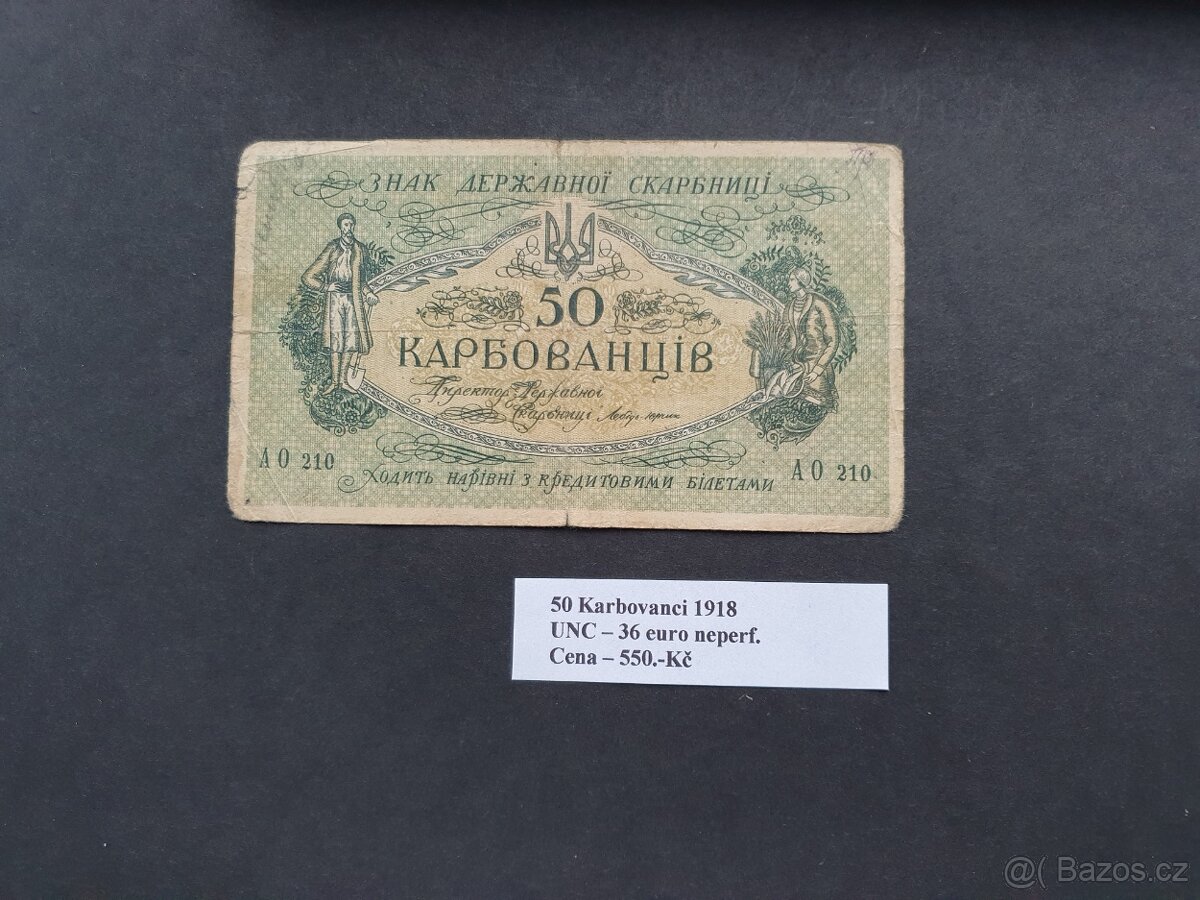 ЗНАК ДЕРЖАВНОЇ СКАРБНИЦІ
50
КАРБОВАНЦІВ
Директор Державної
Скарбниці
АО 210
АО 210
ХОДИТЬ НАРІВНІ З КРЕДИТОВИМИ БІЛЕТАМИ
50 Karbovanci 1918
UNC – 36 euro neperf.
Cena – 550.-Kč
@( Bazos.cz